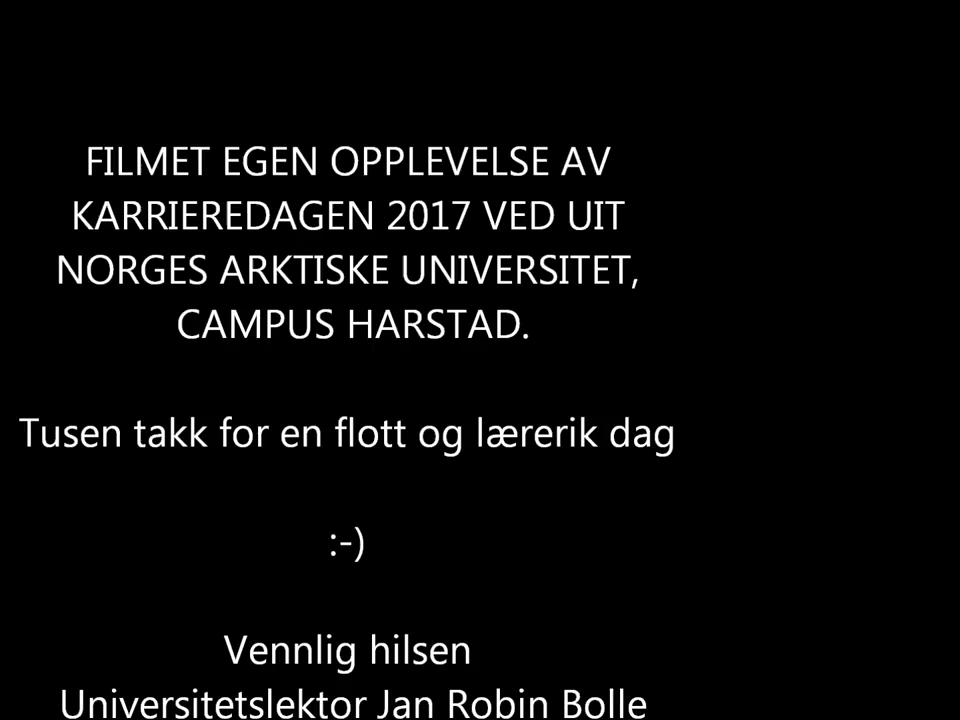 FILMET EGEN OPPLEVELSE AV
KARRIEREDAGEN 2017 VED UIT
NORGES ARKTISKE UNIVERSITET,
CAMPUS HARSTAD.
Tusen takk for en flott og lærerik dag
:-)
Vennlig hilsen
Universitetslektor Jan Robin Bolle